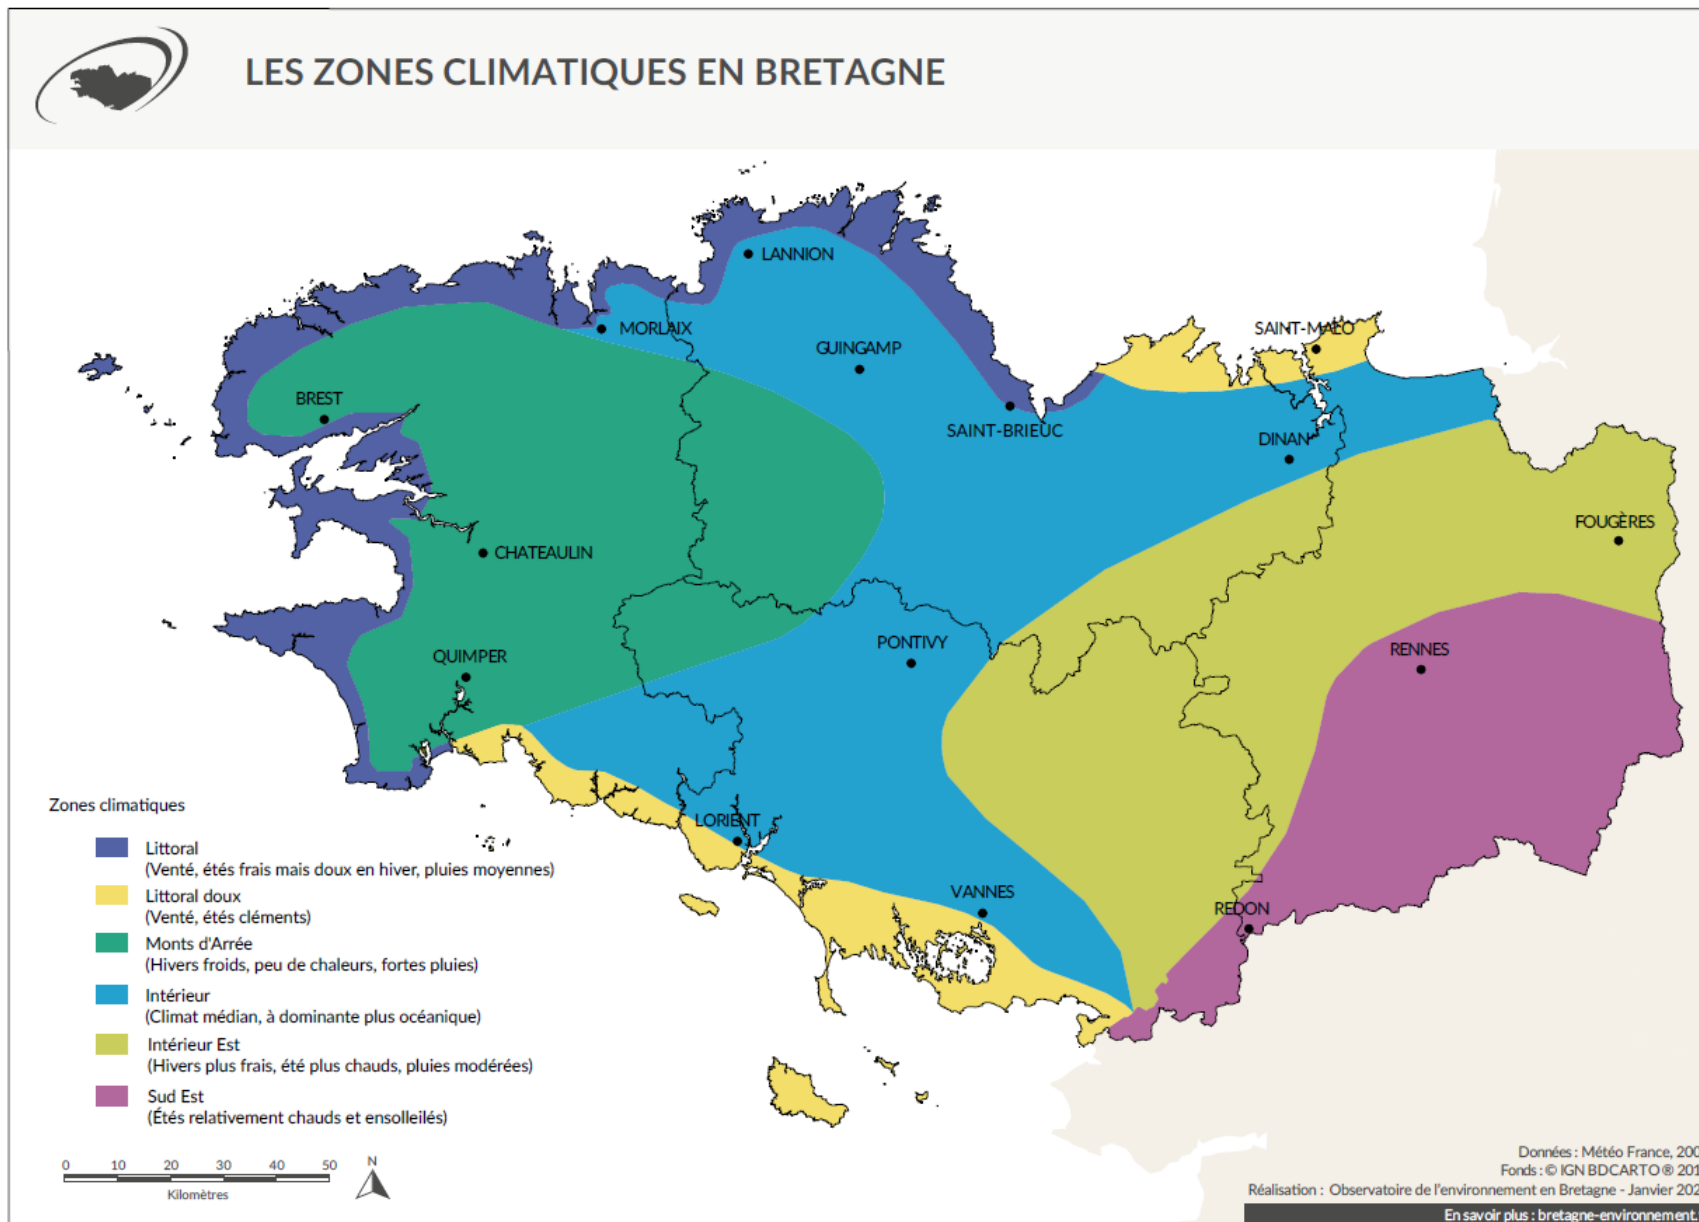 LES ZONES CLIMATIQUES EN BRETAGNE
LANNION
MORLAIX
SAINT-MALO
GUINGAMP
BREST
SAINT-BRIEUC
DINAN
FOUGÈRES
CHATEAULIN
PONTIVY
RENNES
QUIMPER
LORIENT
VANNES
REDON
Zones climatiques
Littoral
(Venté, étés frais mais doux en hiver, pluies moyennes)
Littoral doux
(Venté, étés cléments)
Monts d'Arrée
(Hivers froids, peu de chaleurs, fortes pluies)
Intérieur
(Climat médian, à dominante plus océanique)
Intérieur Est
(Hivers plus frais, été plus chauds, pluies modérées)
Sud Est
(Étés relativement chauds et ensolleilés)
0 10 20 30 40 50
Kilomètres
N
Données : Météo France, 200
Fonds : © IGN BDCARTO ® 201
Réalisation : Observatoire de l'environnement en Bretagne - Janvier 202
En savoir plus : bretagne-environnement.